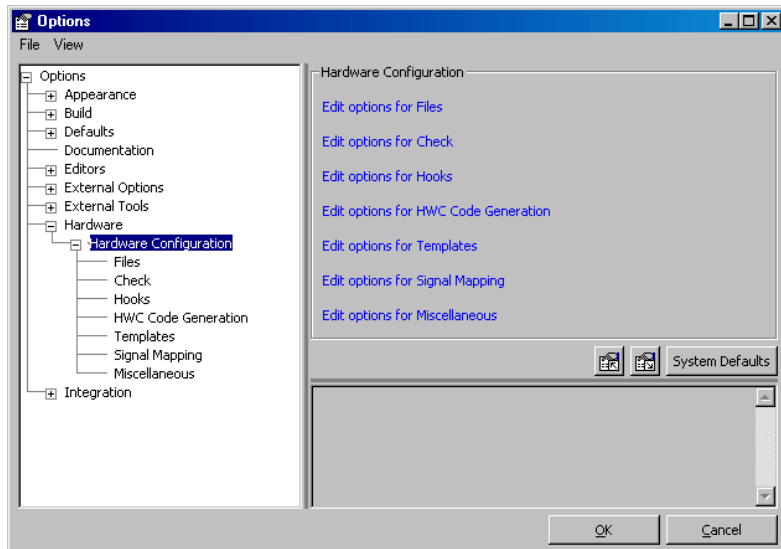 Options
File View
Options
Appearance
Build
Defaults
Documentation
Editors
External Options
External Tools
Hardware
Hardware Configuration
Files
Check
Hooks
HWC Code Generation
Templates
Signal Mapping
Miscellaneous
Integration
Hardware Configuration
Edit options for Files
Edit options for Check
Edit options for Hooks
Edit options for HWC Code Generation
Edit options for Templates
Edit options for Signal Mapping
Edit options for Miscellaneous
System Defaults
OK Cancel